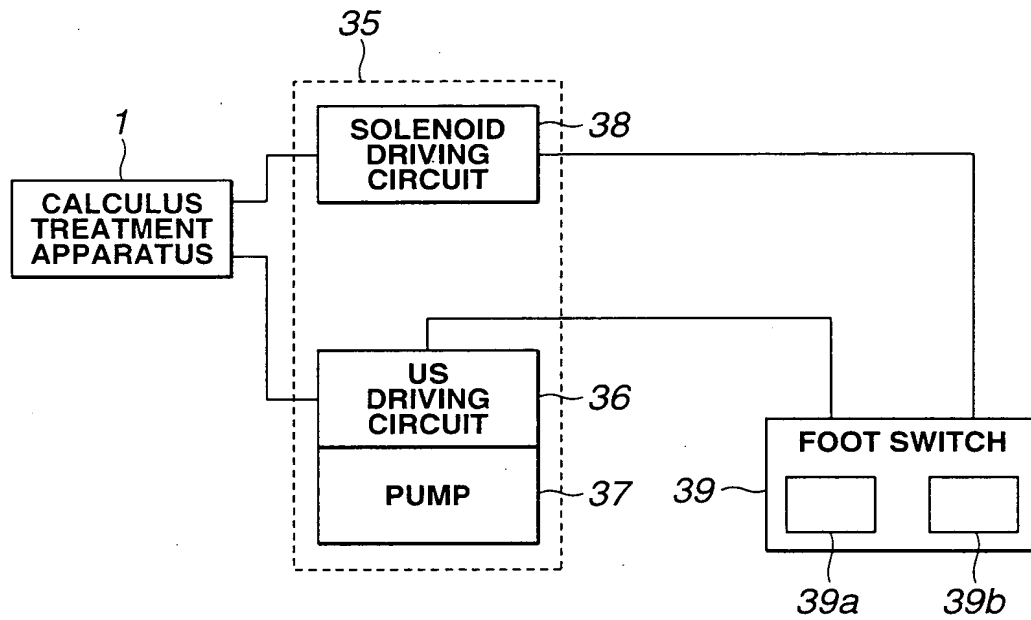 35
1
SOLENOID
DRIVING
CIRCUIT
38
CALCULUS
TREATMENT
APPARATUS
US
DRIVING
CIRCUIT
36
PUMP
37
FOOT SWITCH
39
39a
39b